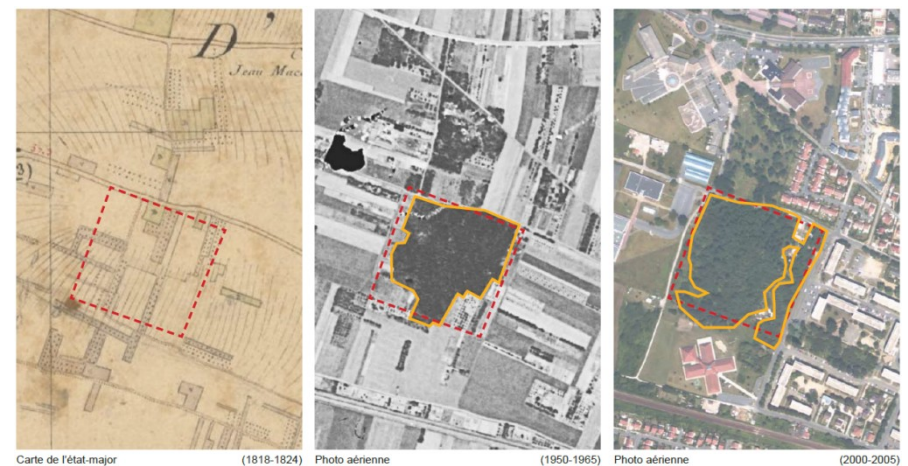 D'
Jean Mac
Carte de l'état-major (1818-1824)
Photo aérienne (1950-1965)
Photo aérienne (2000-2005)